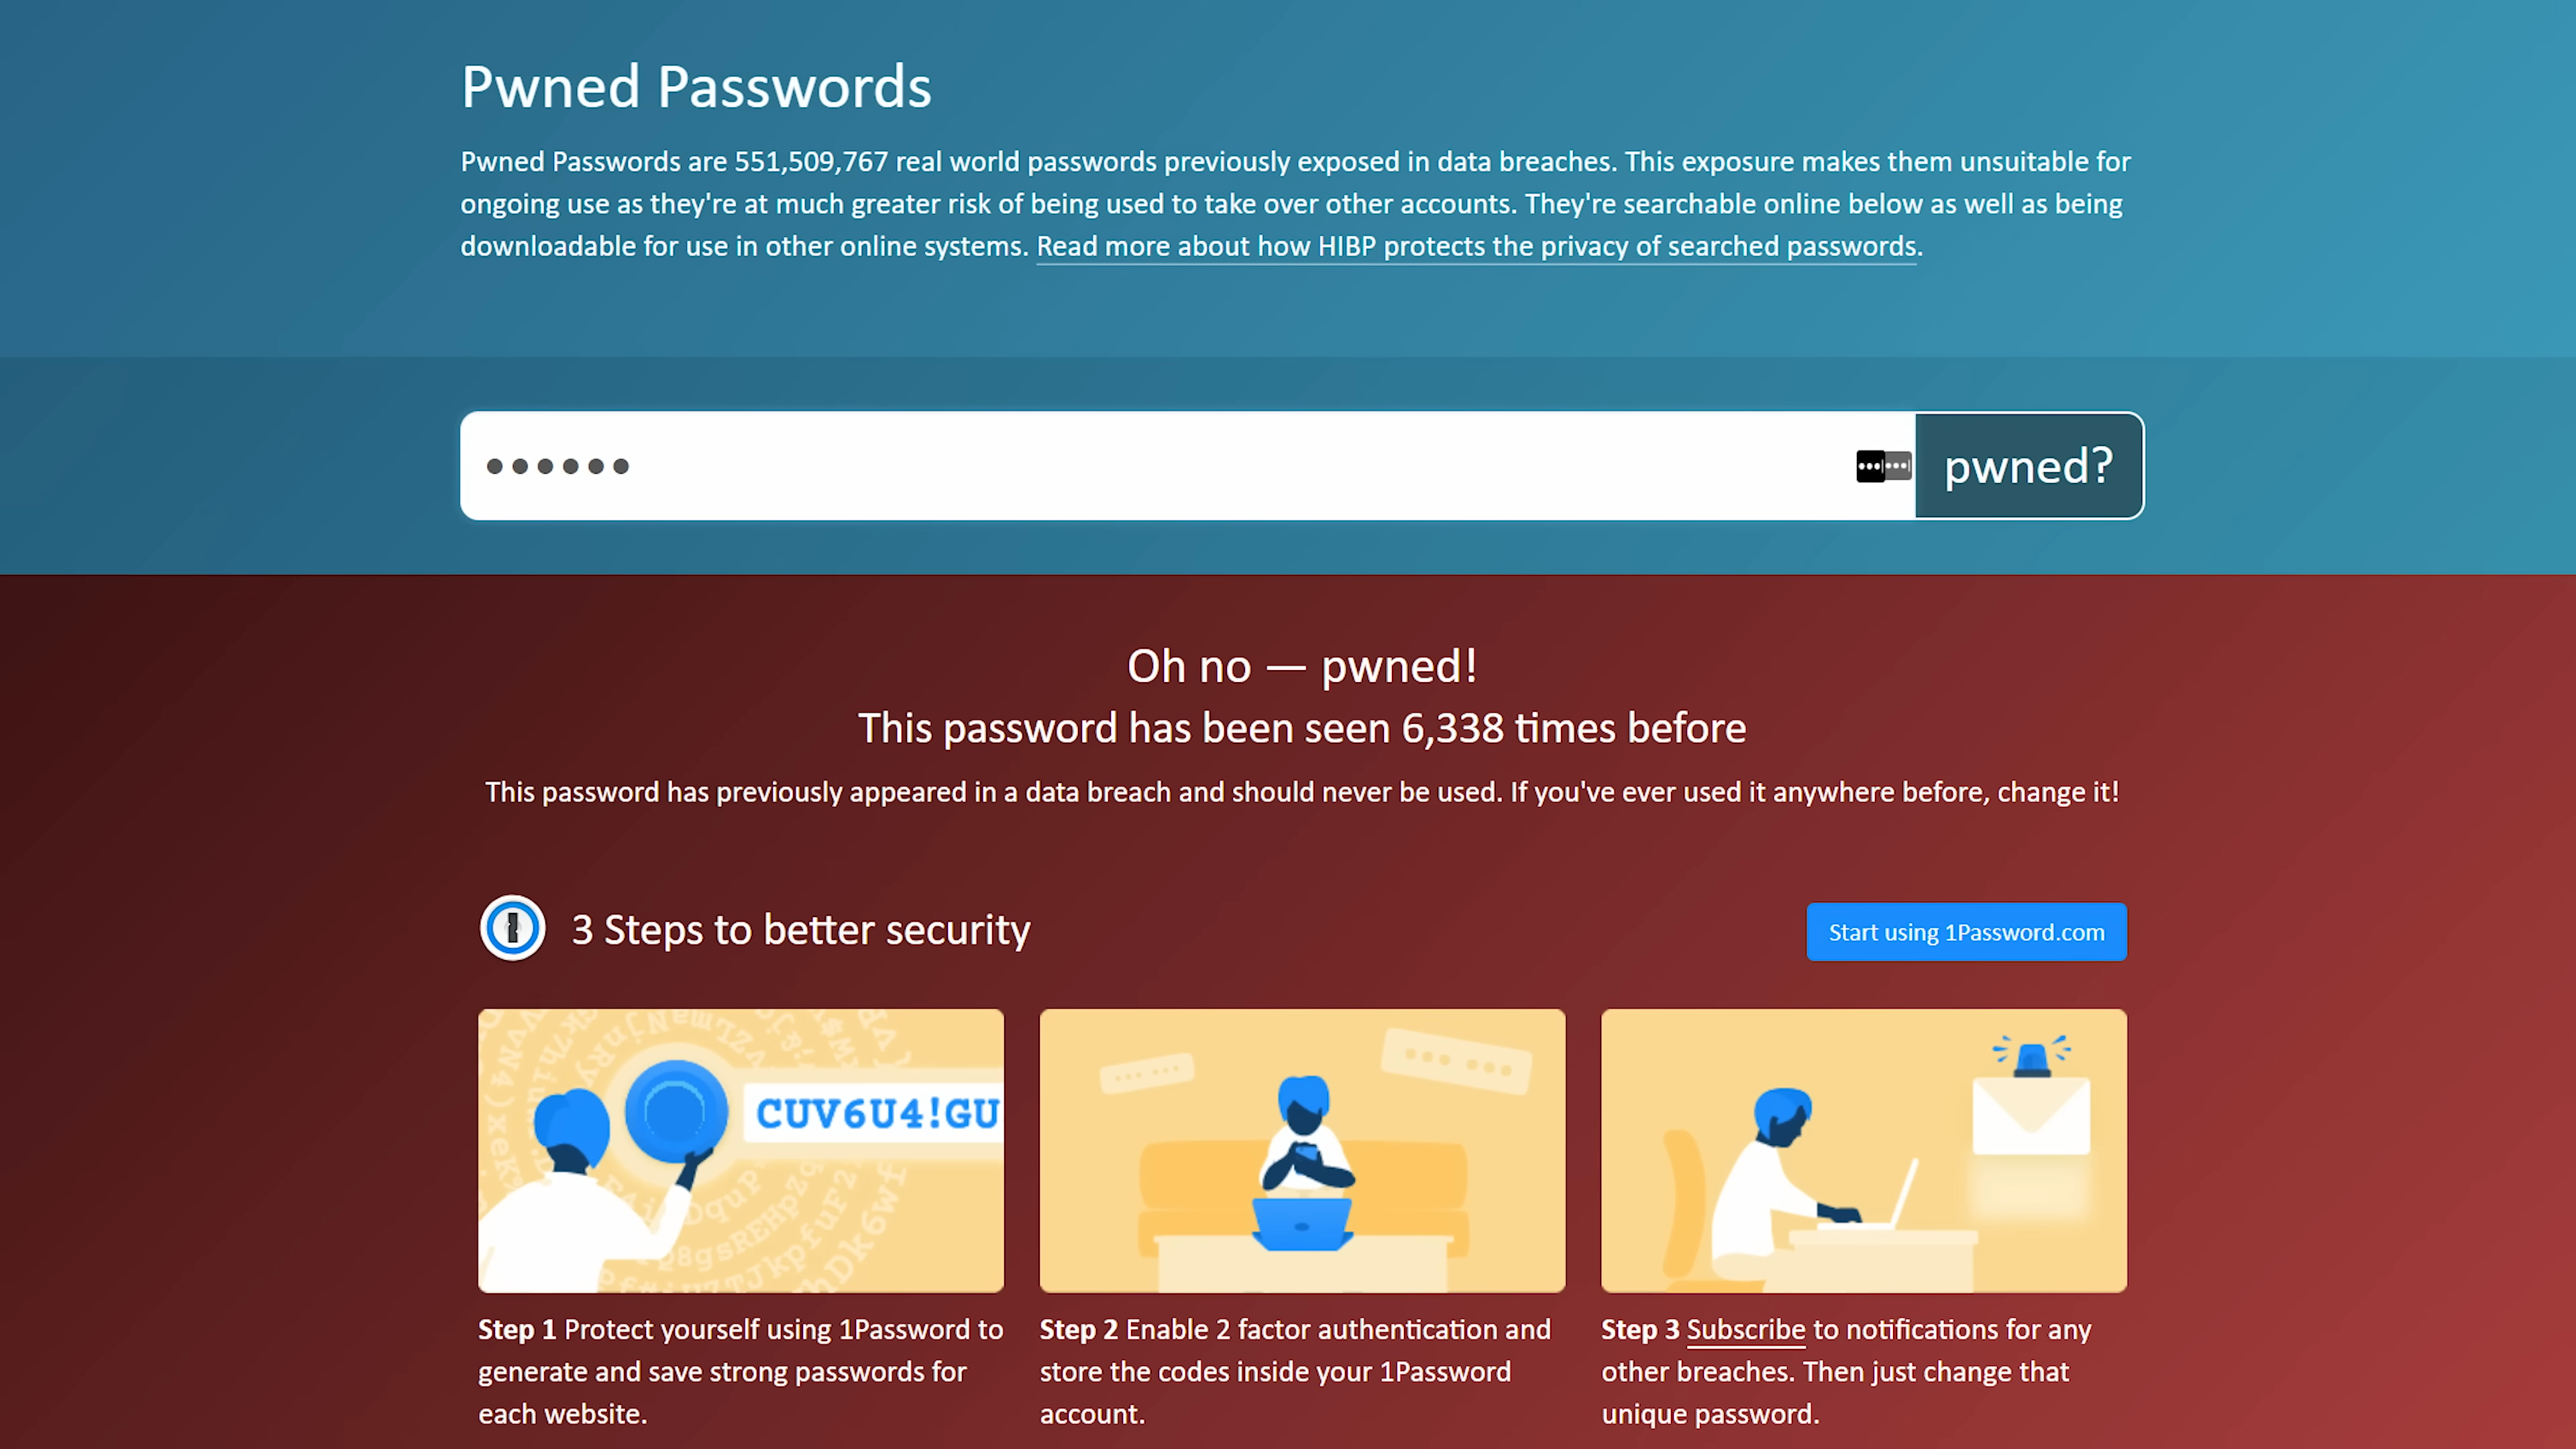 Pwned Passwords
Pwned Passwords are 551,509,767 real world passwords previously exposed in data breaches. This exposure makes them unsuitable for
ongoing use as they're at much greater risk of being used to take over other accounts. They're searchable online below as well as being
downloadable for use in other online systems. Read more about how HIBP protects the privacy of searched passwords.
••••••
pwned?
Oh no — pwned!
This password has been seen 6,338 times before
This password has previously appeared in a data breach and should never be used. If you've ever used it anywhere before, change it!
3 Steps to better security
Start using 1Password.com
CUV6U4!GU
Step 1 Protect yourself using 1Password to
generate and save strong passwords for
each website.
Step 2 Enable 2 factor authentication and
store the codes inside your 1Password
account.
Step 3 Subscribe to notifications for any
other breaches. Then just change that
unique password.